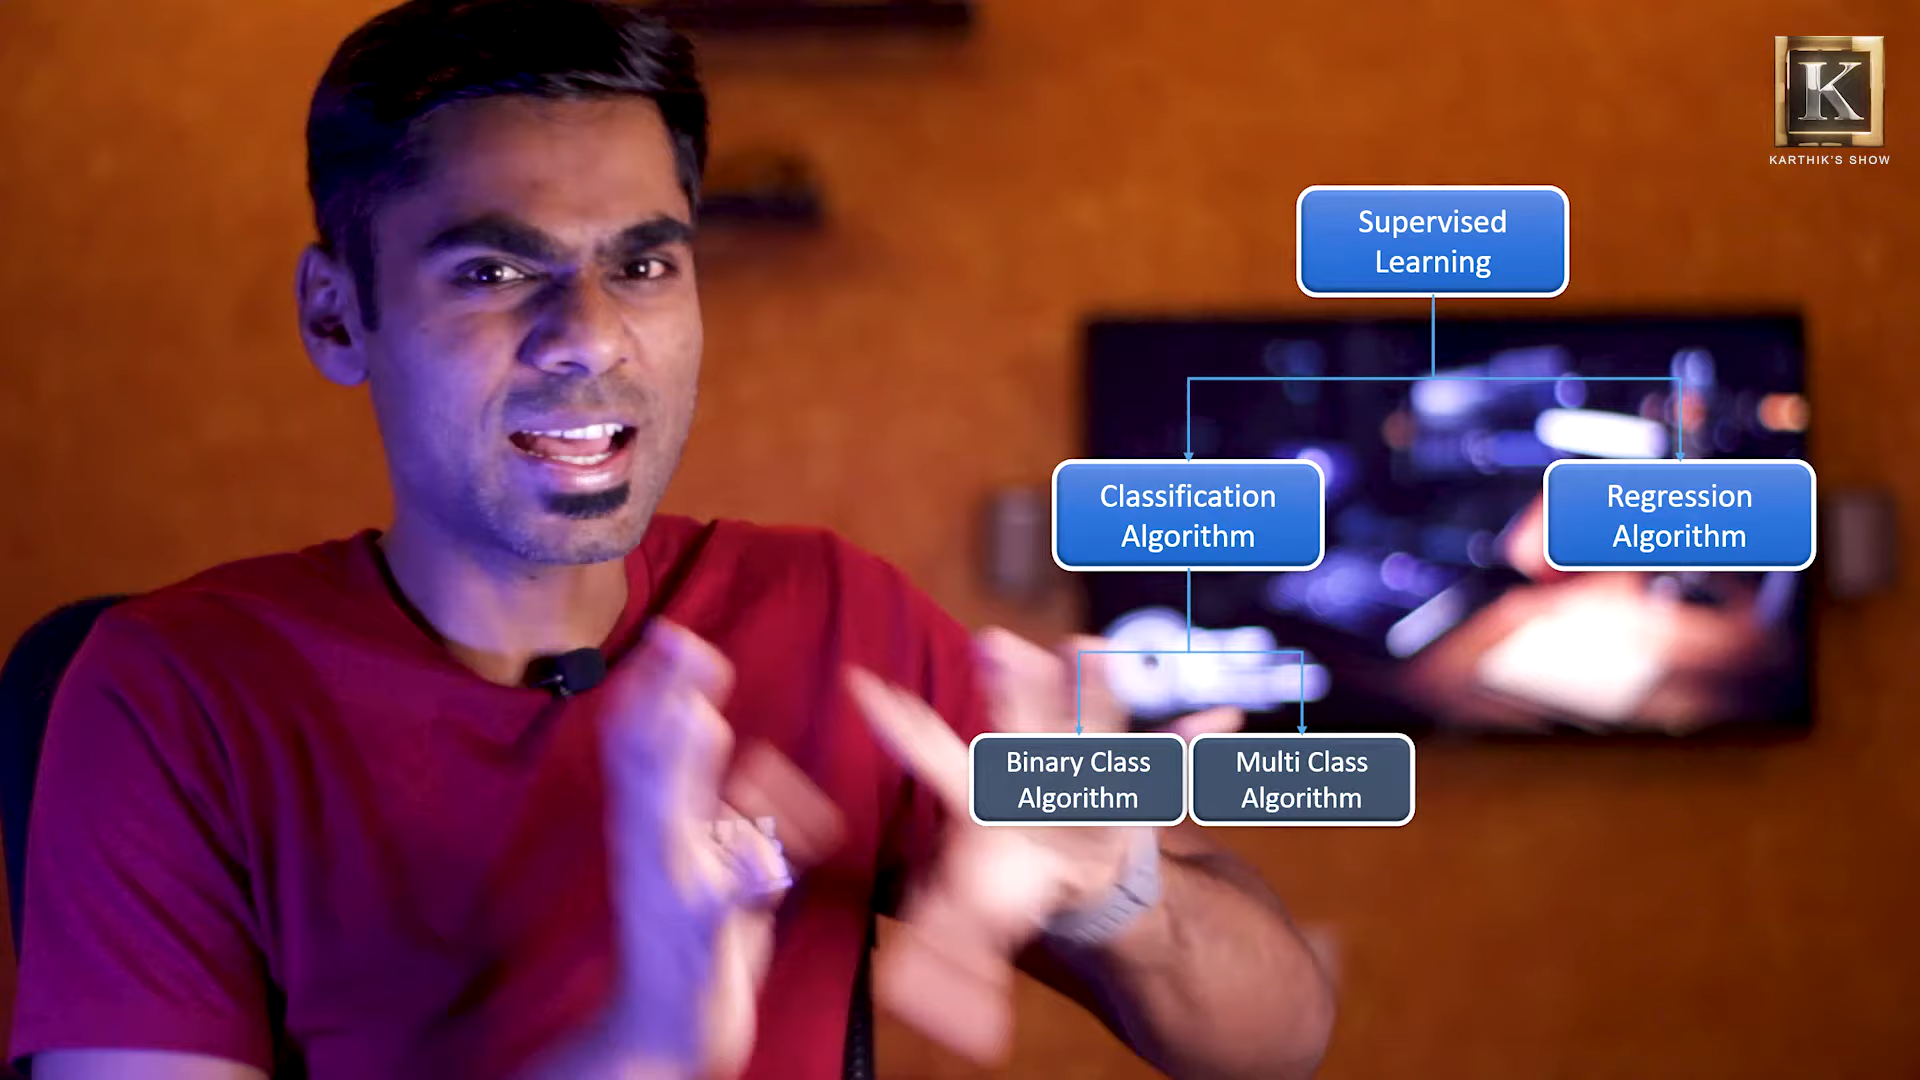 K
KARTHIK'S SHOW
Supervised
Learning
Classification
Algorithm
Regression
Algorithm
Binary Class
Algorithm
Multi Class
Algorithm